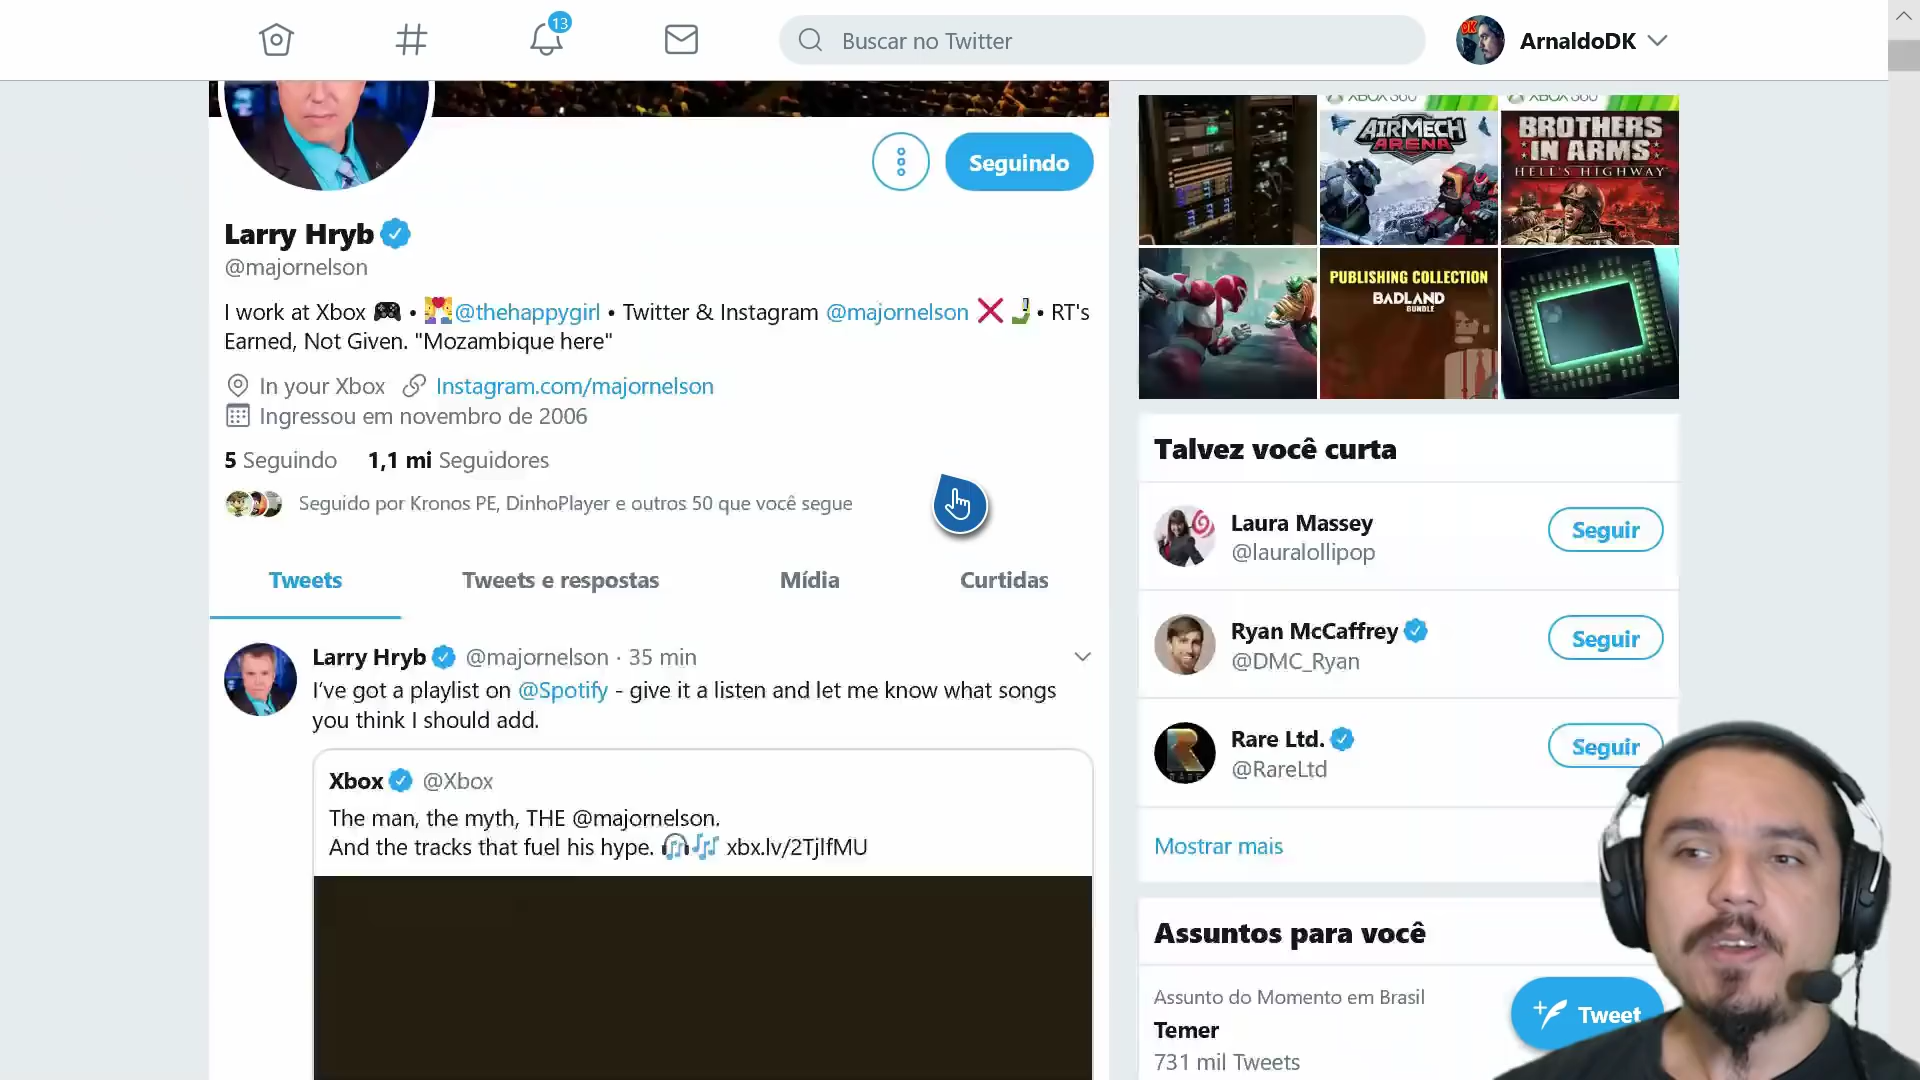 13
Buscar no Twitter
ArnaldoDK
Seguindo
Larry Hryb
@majornelson
I work at Xbox 🎮 • @thehappygirl • Twitter & Instagram @majornelson ❌🤳 • RT's
Earned, Not Given. "Mozambique here"
In your Xbox Instagram.com/majornelson
Ingressou em novembro de 2006
5 Seguindo 1,1 mi Seguidores
Seguido por Kronos PE, DinhoPlayer e outros 50 que você segue
Tweets Tweets e respostas Mídia Curtidas
Larry Hryb @majornelson · 35 min
I've got a playlist on @Spotify - give it a listen and let me know what songs
you think I should add.
Xbox @Xbox
The man, the myth, THE @majornelson.
And the tracks that fuel his hype. 🎧🎶 xbx.lv/2TjlfMU
XBOX 360
AIRMECH
ARENA
XBOX 360
BROTHERS
IN ARMS
HELL'S HIGHWAY
PUBLISHING COLLECTION
BADLAND
BUNDLE
Talvez você curta
Laura Massey
@lauralollipop
Seguir
Ryan McCaffrey
@DMC_Ryan
Seguir
Rare Ltd.
@RareLtd
Seguir
Mostrar mais
Assuntos para você
Assunto do Momento em Brasil
Temer
731 mil Tweets
Tweet